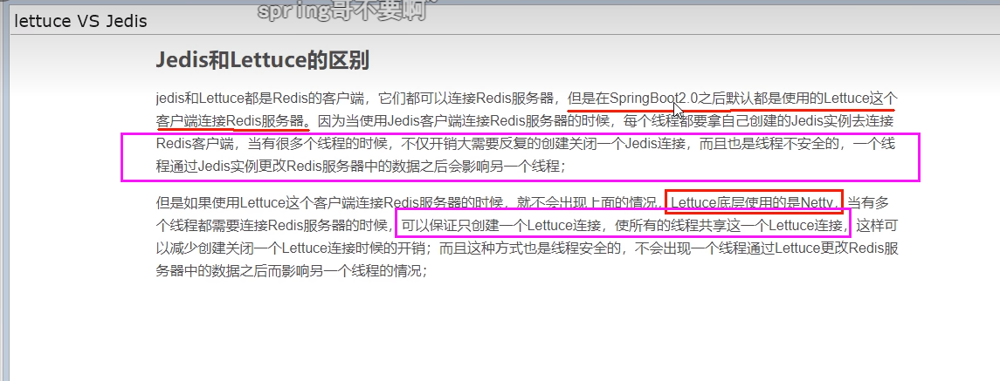 spring哥不要啊"
lettuce VS Jedis
Jedis和Lettuce的区别
jedis和Lettuce都是Redis的客户端，它们都可以连接Redis服务器，但是在SpringBoot2.0之后默认都是使用的Lettuce这个
客户端连接Redis服务器。因为当使用Jedis客户端连接Redis服务器的时候，每个线程都要拿自己创建的Jedis实例去连接
Redis客户端，当有很多个线程的时候，不仅开销大需要反复的创建关闭一个Jedis连接，而且也是线程不安全的，一个线
程通过Jedis实例更改Redis服务器中的数据之后会影响另一个线程；
但是如果使用Lettuce这个客户端连接Redis服务器的时候，就不会出现上面的情况，Lettuce底层使用的是Netty，当有多
个线程都需要连接Redis服务器的时候，可以保证只创建一个Lettuce连接，使所有的线程共享这一个Lettuce连接，这样可
以减少创建关闭一个Lettuce连接时候的开销；而且这种方式也是线程安全的，不会出现一个线程通过Lettuce更改Redis服
务器中的数据之后而影响另一个线程的情况；